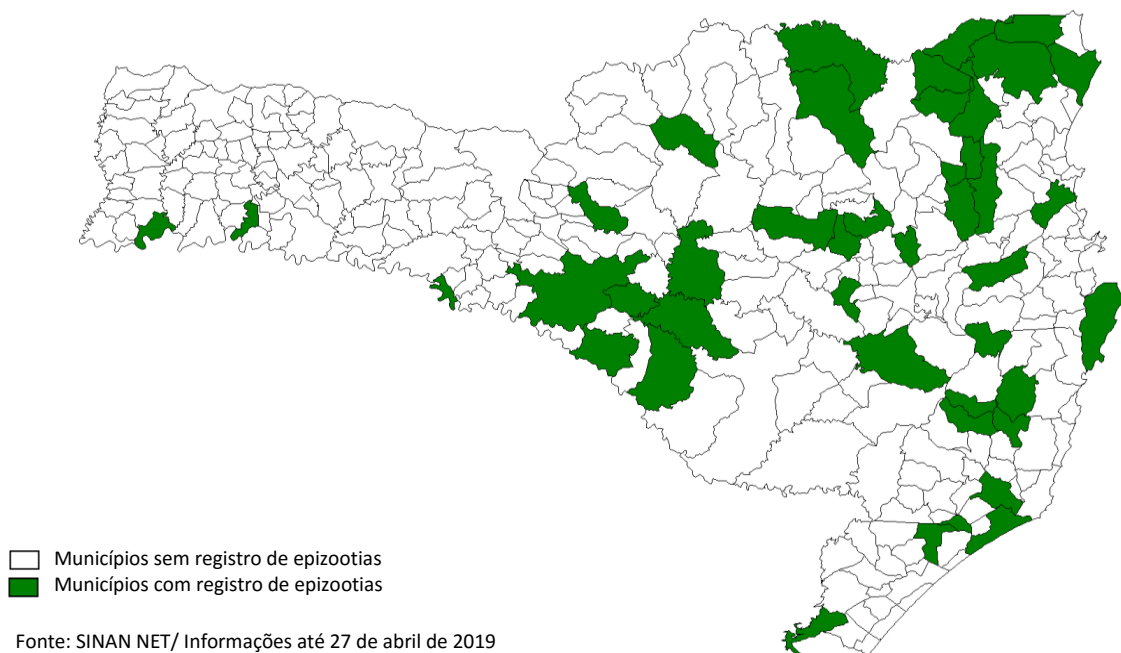 Municípios sem registro de epizootias
Municípios com registro de epizootias
Fonte: SINAN NET/ Informações até 27 de abril de 2019